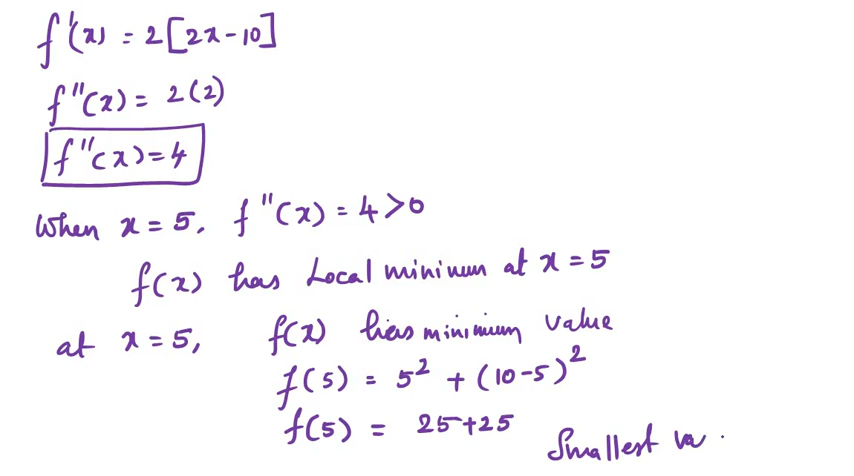 f'(x) = 2[2x-10]
f''(x) = 2(2)
f''(x) = 4
When x = 5, f''(x) = 4 > 0
f(x) has Local minimum at x = 5
at x = 5, f(x) has minimum value
f(5) = 5² + (10-5)²
f(5) = 25+25
Smallest va